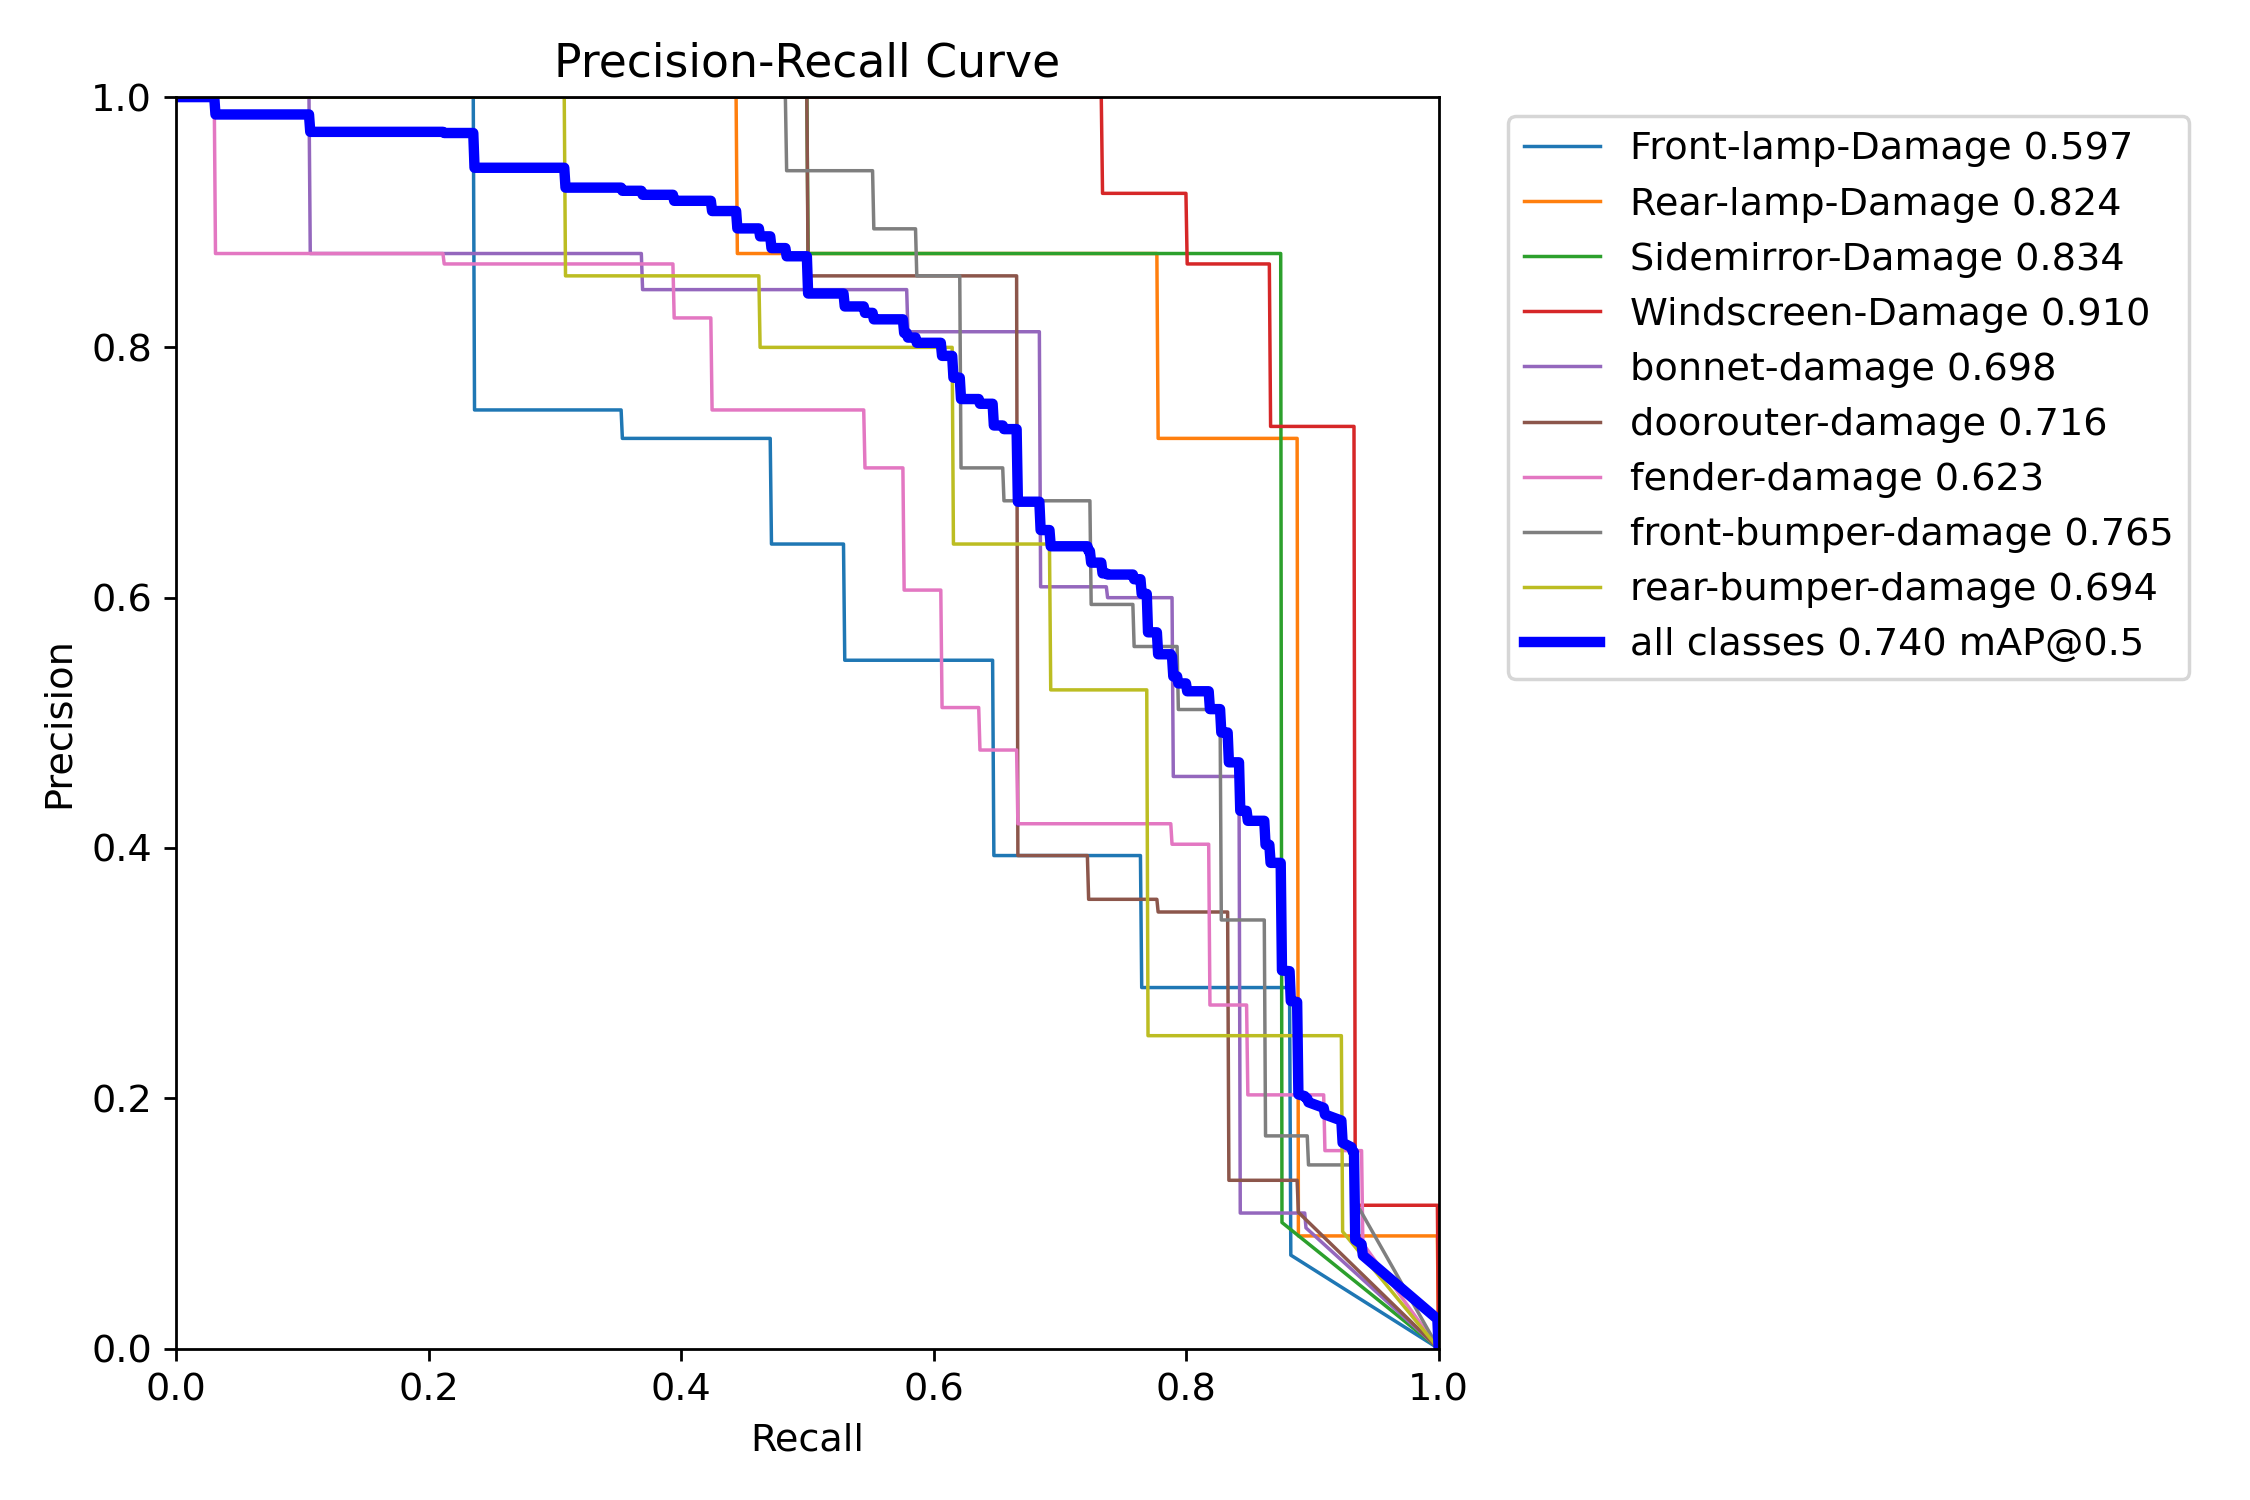 Precision-Recall Curve
1.0
0.8
0.6
0.4
0.2
0.0
Precision
0.0 0.2 0.4 0.6 0.8 1.0
Recall
Front-lamp-Damage 0.597
Rear-lamp-Damage 0.824
Sidemirror-Damage 0.834
Windscreen-Damage 0.910
bonnet-damage 0.698
doorouter-damage 0.716
fender-damage 0.623
front-bumper-damage 0.765
rear-bumper-damage 0.694
all classes 0.740 mAP@0.5